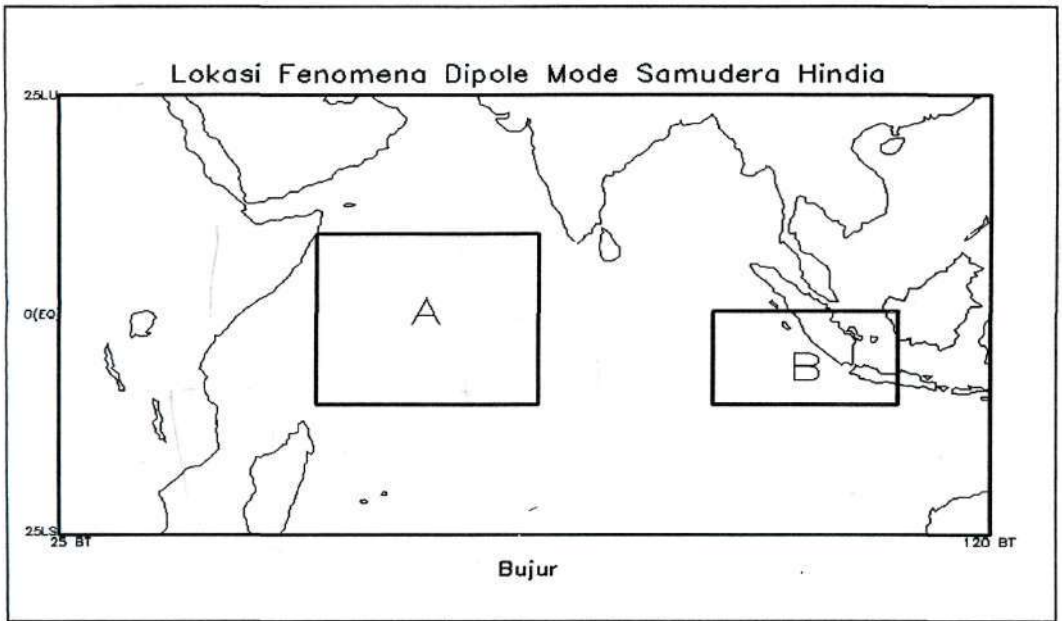 Lokasi Fenomena Dipole Mode Samudera Hindia
25LU
A
0(EQ
B
25LS
25 BT
120 BT
Bujur